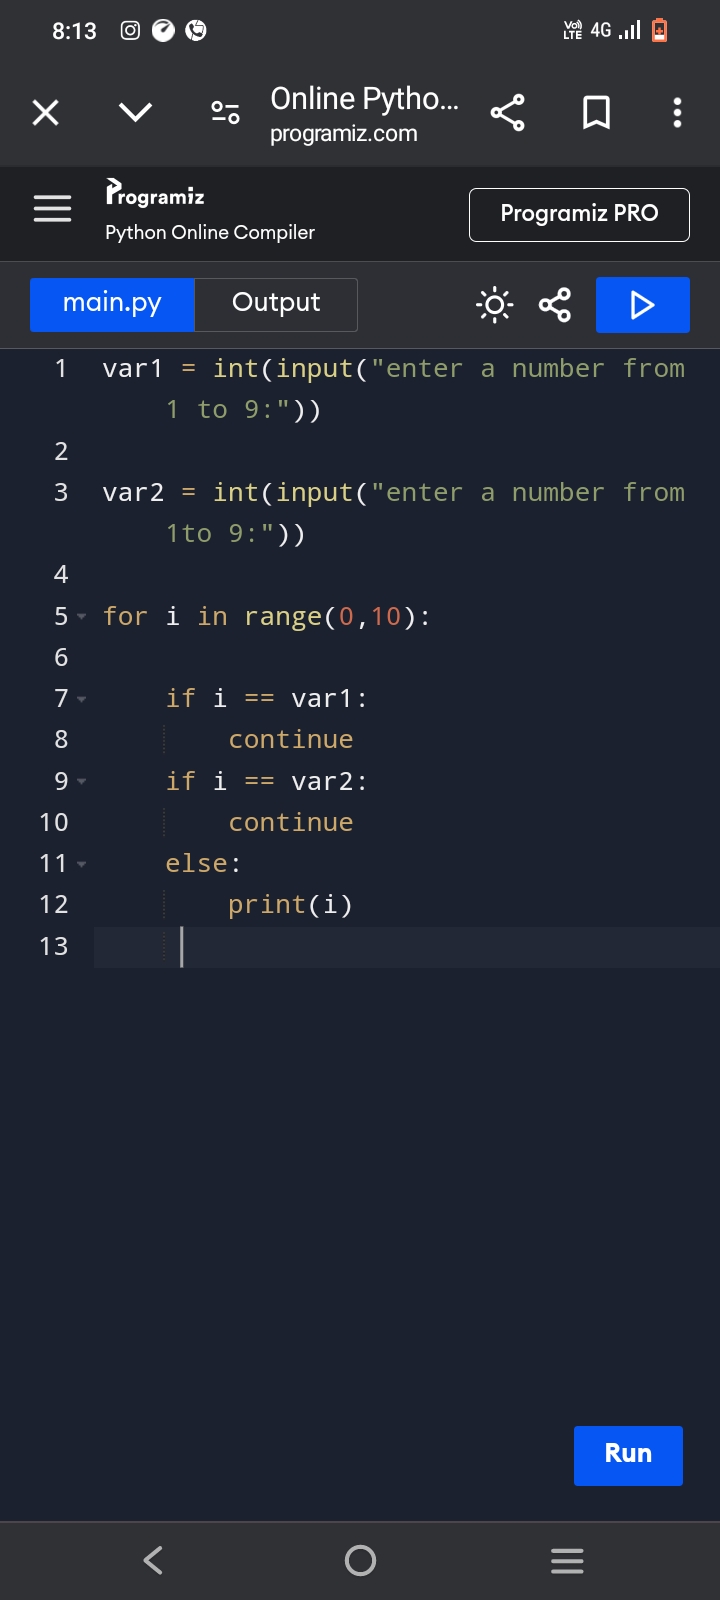 8:13 VoLTE 4G
Online Pytho...
programiz.com
Programiz
Python Online Compiler
Programiz PRO
main.py Output
1 var1 = int(input("enter a number from
1 to 9:"))
2
3 var2 = int(input("enter a number from
1to 9:"))
4
5 for i in range(0,10):
6
7     if i == var1:
8         continue
9     if i == var2:
10         continue
11     else:
12         print(i)
13
Run